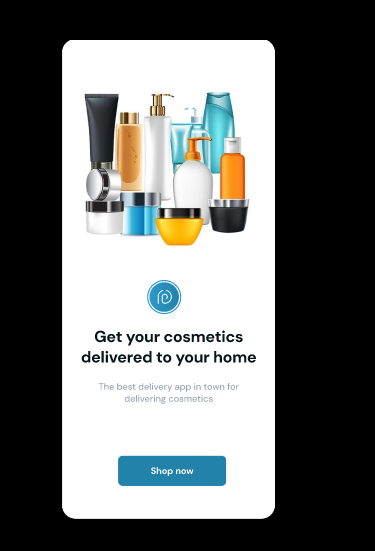 Get your cosmetics
delivered to your home
The best delivery app in town for
delivering cosmetics
Shop now